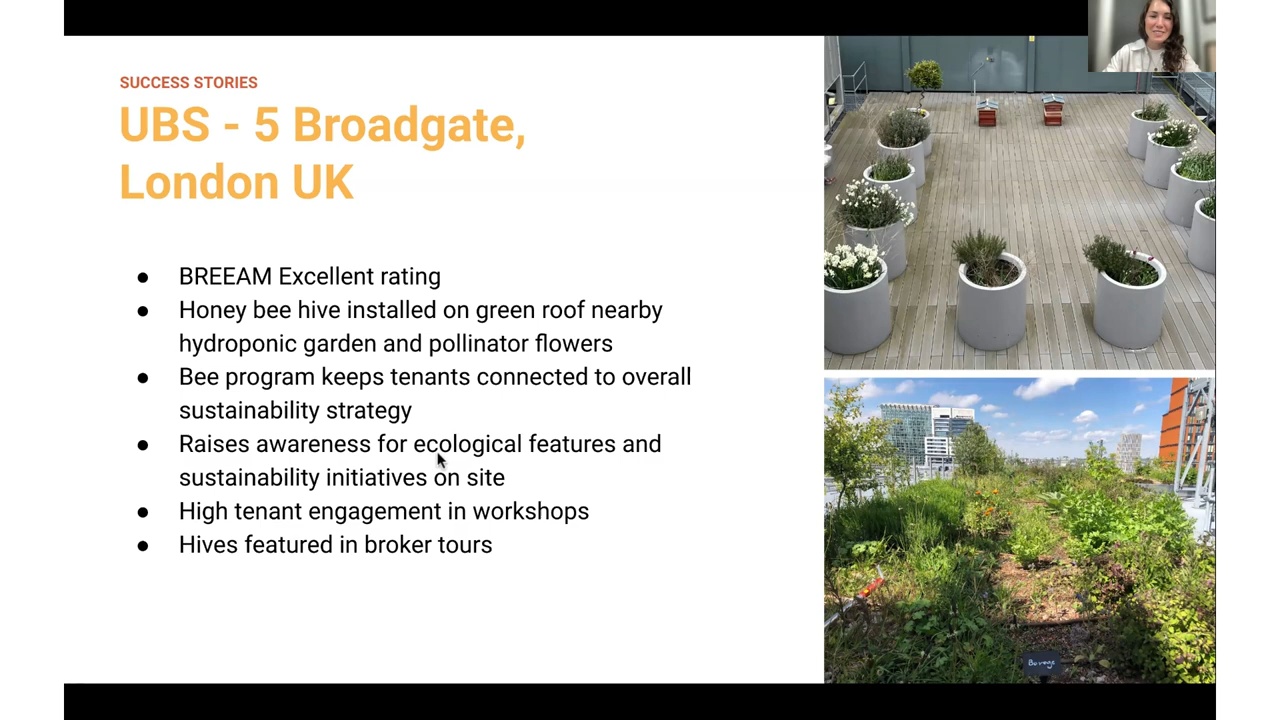 SUCCESS STORIES
UBS - 5 Broadgate,
London UK
● BREEAM Excellent rating
● Honey bee hive installed on green roof nearby
hydroponic garden and pollinator flowers
● Bee program keeps tenants connected to overall
sustainability strategy
● Raises awareness for ecological features and
sustainability initiatives on site
● High tenant engagement in workshops
● Hives featured in broker tours
Borage